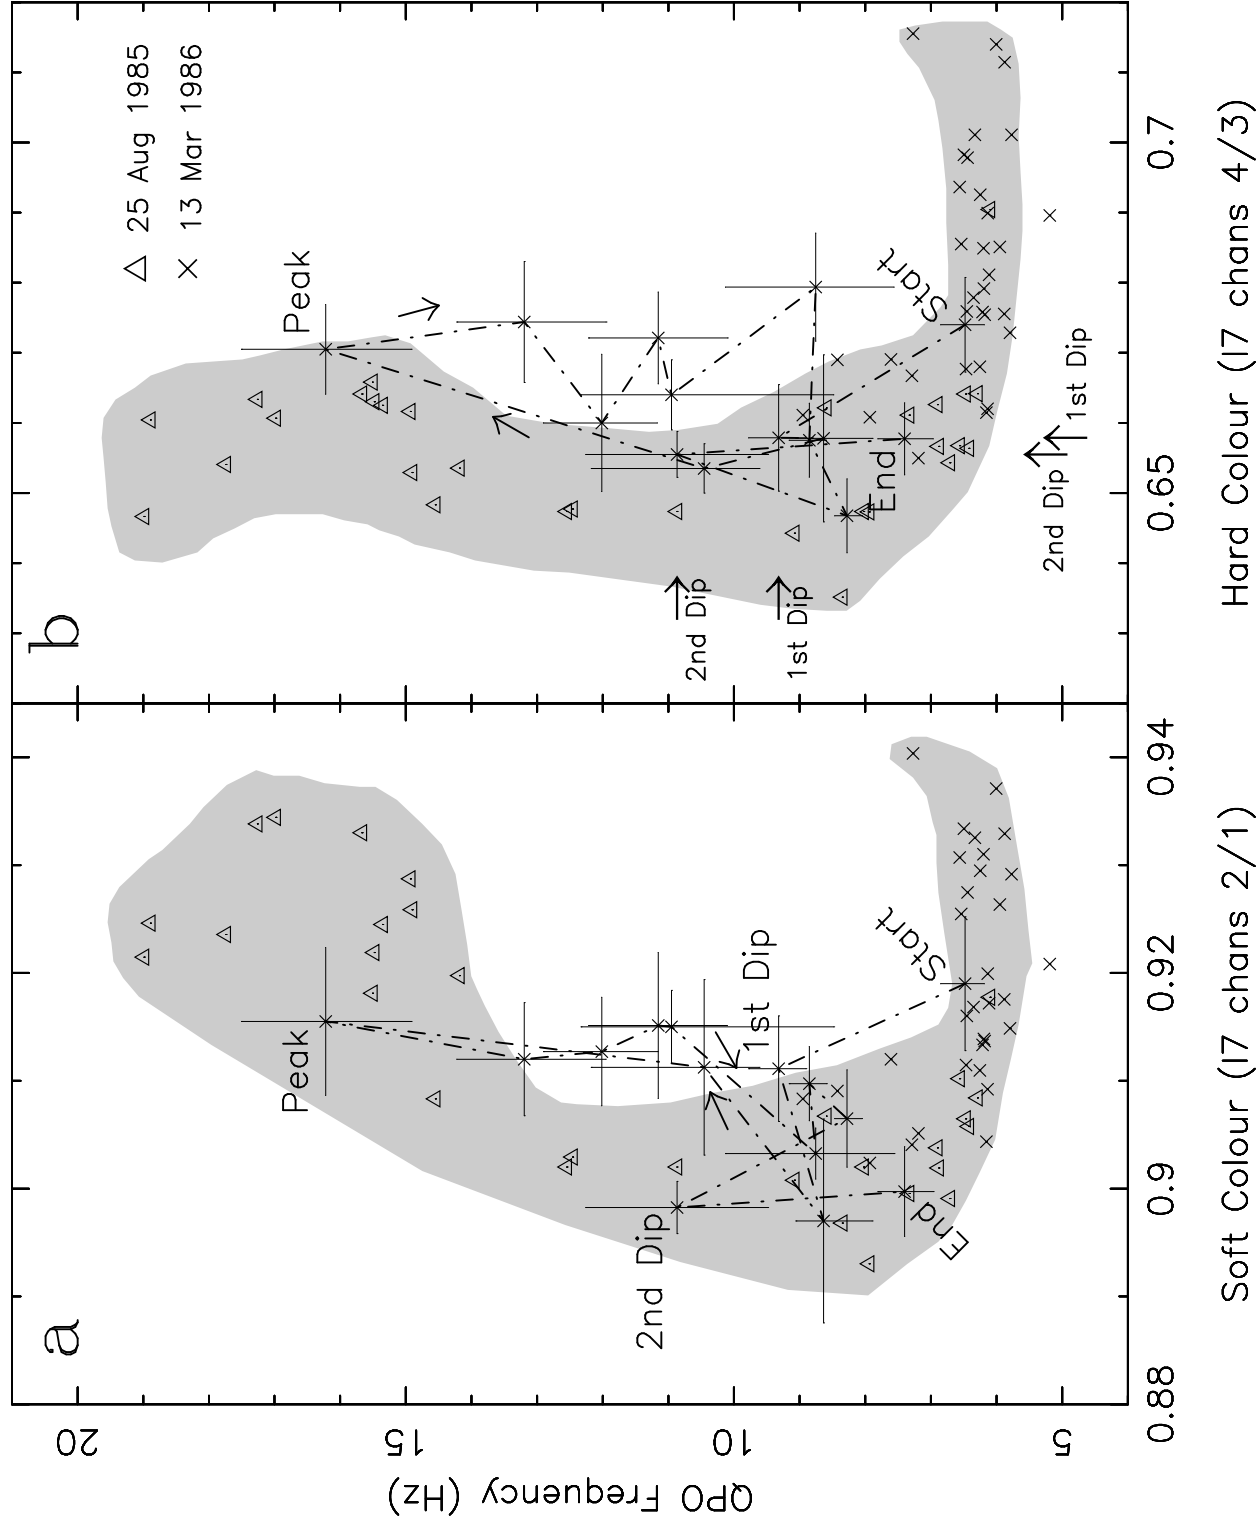 a
b
△ 25 Aug 1985
× 13 Mar 1986
Peak
1st Dip
2nd Dip
Start
End
Peak
Start
End
2nd Dip
1st Dip
2nd Dip
1st Dip
20
15
10
5
QPO Frequency (Hz)
0.88
0.9
0.92
0.94
0.65
0.7
Soft Colour (17 chans 2/1)
Hard Colour (17 chans 4/3)